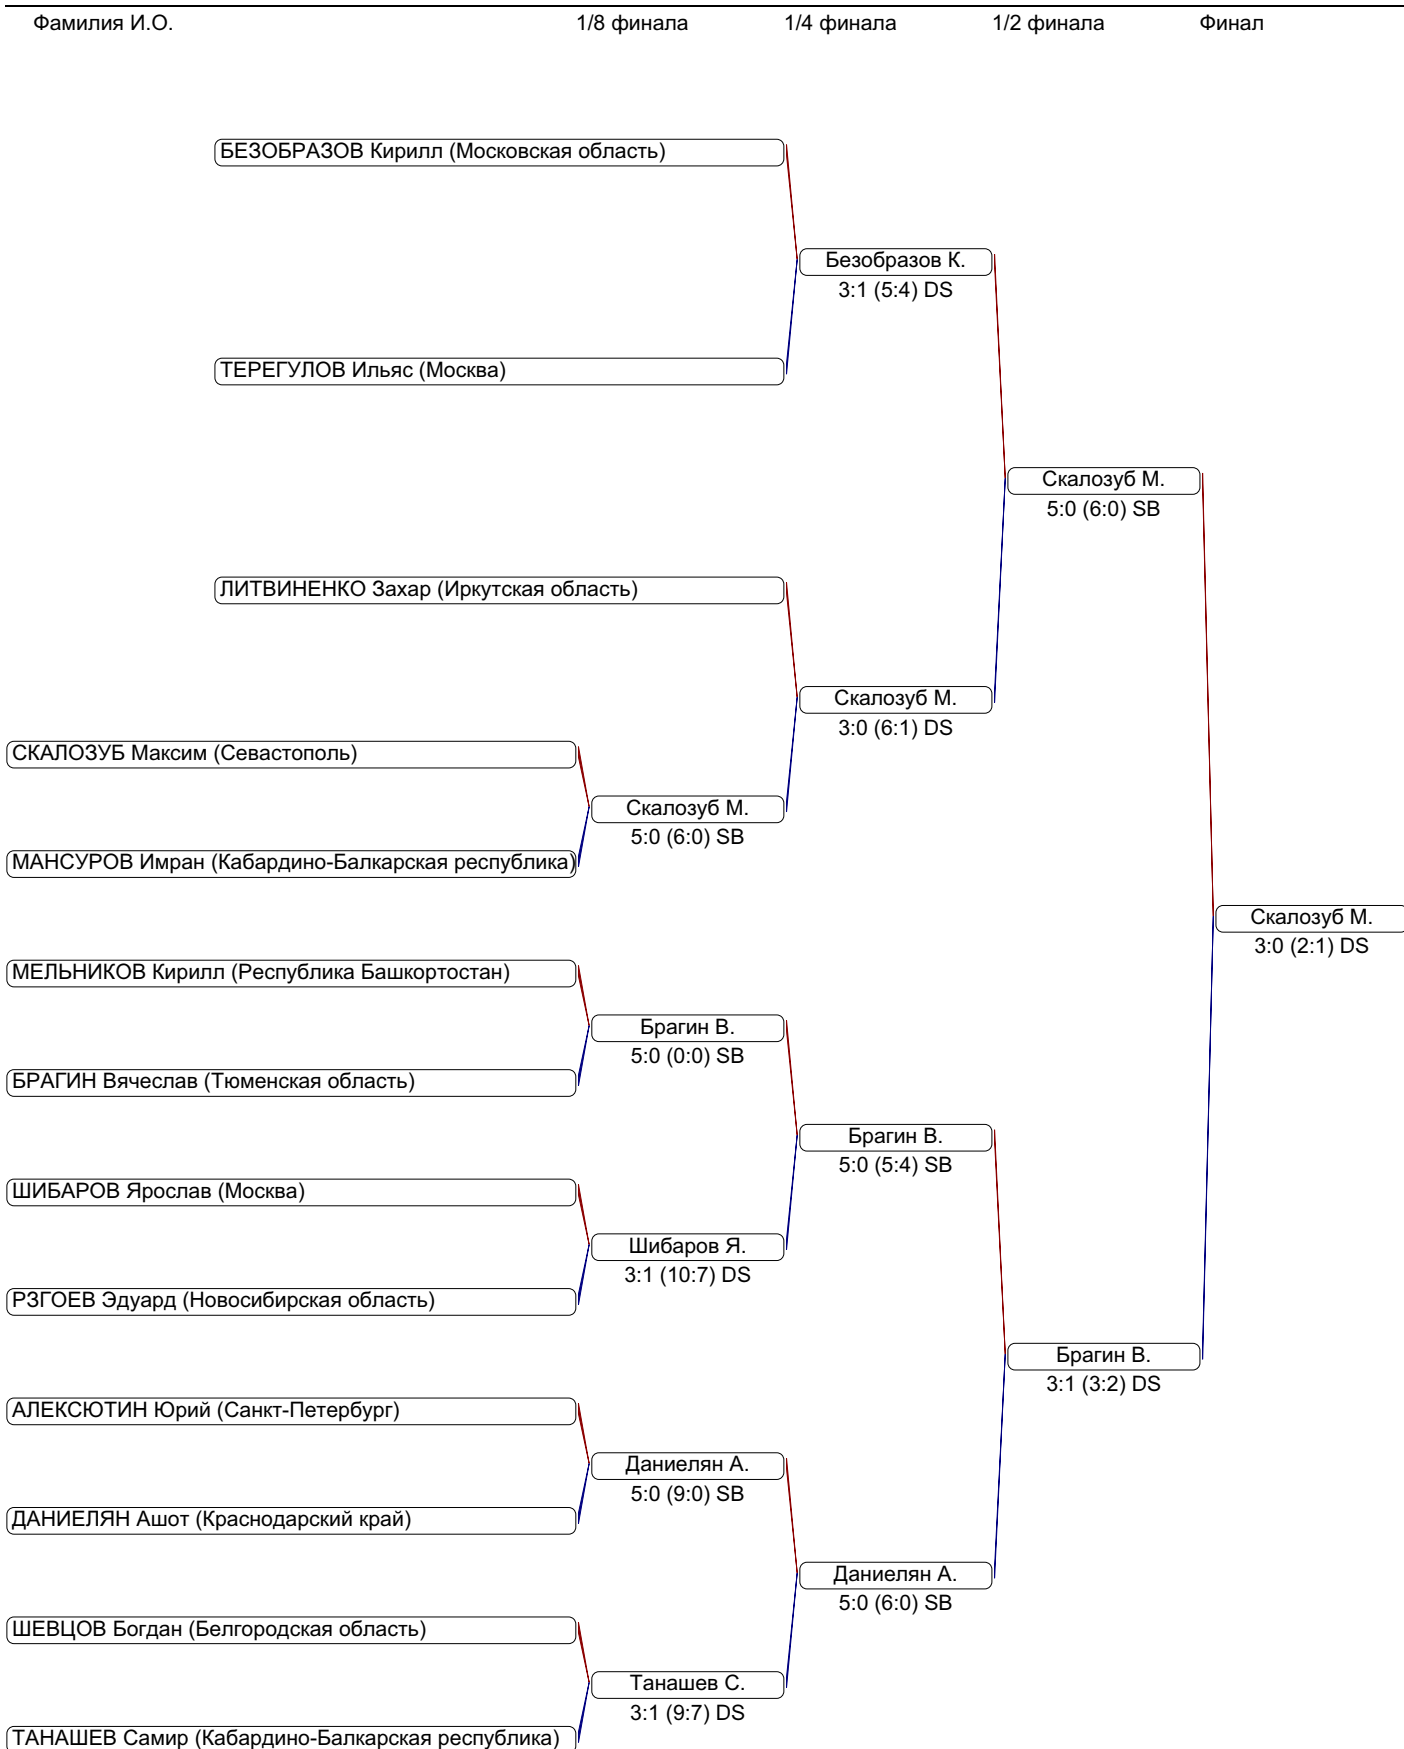 Фамилия И.О. 1/8 финала 1/4 финала 1/2 финала Финал
БЕЗОБРАЗОВ Кирилл (Московская область)
Безобразов К.
3:1 (5:4) DS
ТЕРЕГУЛОВ Ильяс (Москва)
Скалозуб М.
5:0 (6:0) SB
ЛИТВИНЕНКО Захар (Иркутская область)
Скалозуб М.
3:0 (6:1) DS
СКАЛОЗУБ Максим (Севастополь)
Скалозуб М.
5:0 (6:0) SB
МАНСУРОВ Имран (Кабардино-Балкарская республика)
Скалозуб М.
3:0 (2:1) DS
МЕЛЬНИКОВ Кирилл (Республика Башкортостан)
Брагин В.
5:0 (0:0) SB
БРАГИН Вячеслав (Тюменская область)
Брагин В.
5:0 (5:4) SB
ШИБАРОВ Ярослав (Москва)
Шибаров Я.
3:1 (10:7) DS
РЗГОЕВ Эдуард (Новосибирская область)
Брагин В.
3:1 (3:2) DS
АЛЕКСЮТИН Юрий (Санкт-Петербург)
Даниелян А.
5:0 (9:0) SB
ДАНИЕЛЯН Ашот (Краснодарский край)
Даниелян А.
5:0 (6:0) SB
ШЕВЦОВ Богдан (Белгородская область)
Танашев С.
3:1 (9:7) DS
ТАНАШЕВ Самир (Кабардино-Балкарская республика)